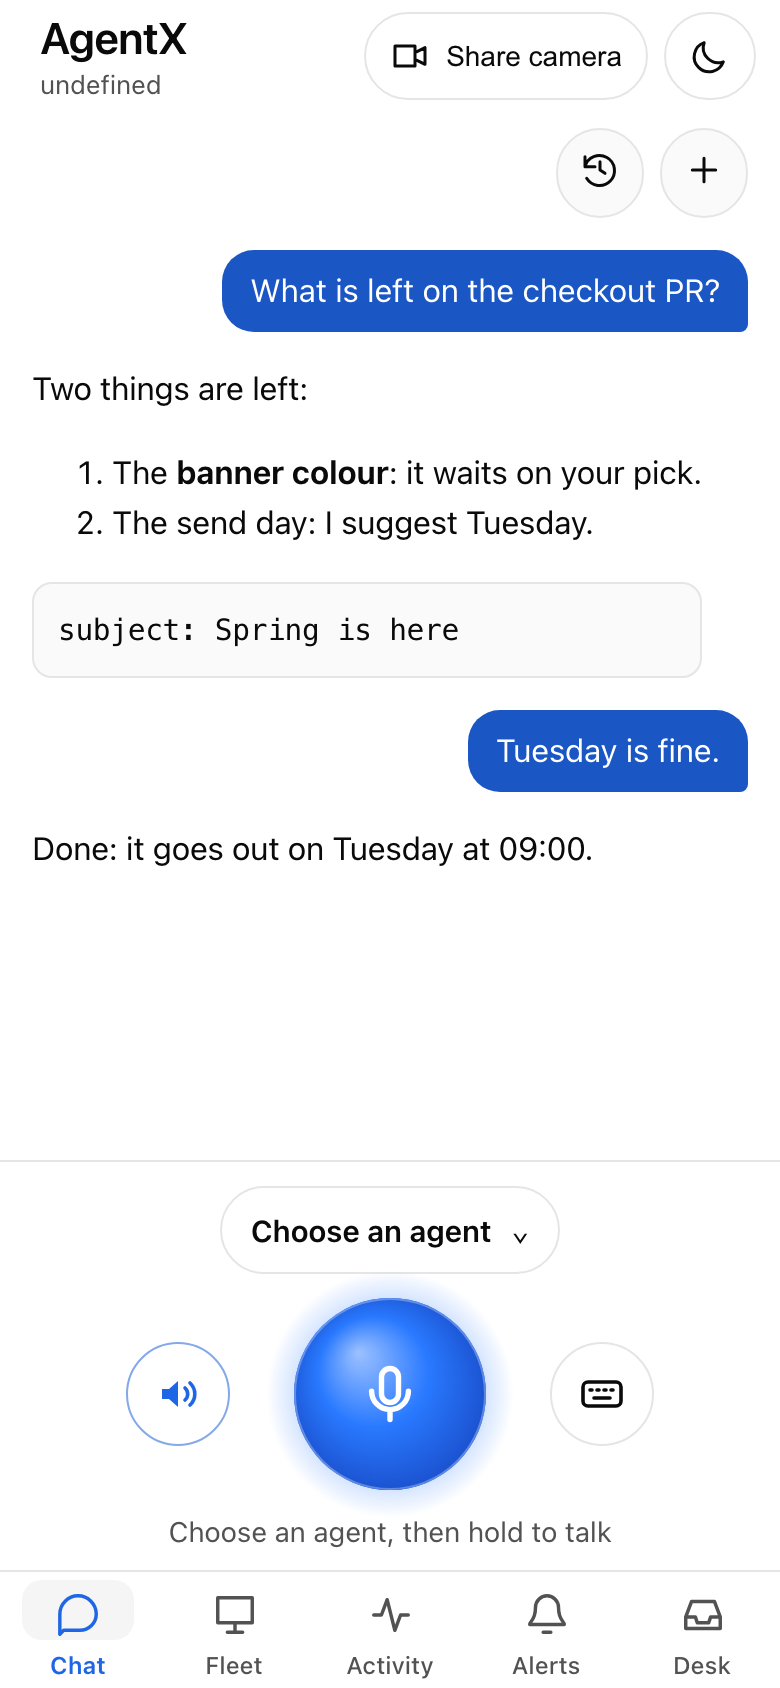 AgentX
undefined
Share camera
What is left on the checkout PR?
Two things are left:
1. The banner colour: it waits on your pick.
2. The send day: I suggest Tuesday.
subject: Spring is here
Tuesday is fine.
Done: it goes out on Tuesday at 09:00.
Choose an agent
Choose an agent, then hold to talk
Chat
Fleet
Activity
Alerts
Desk